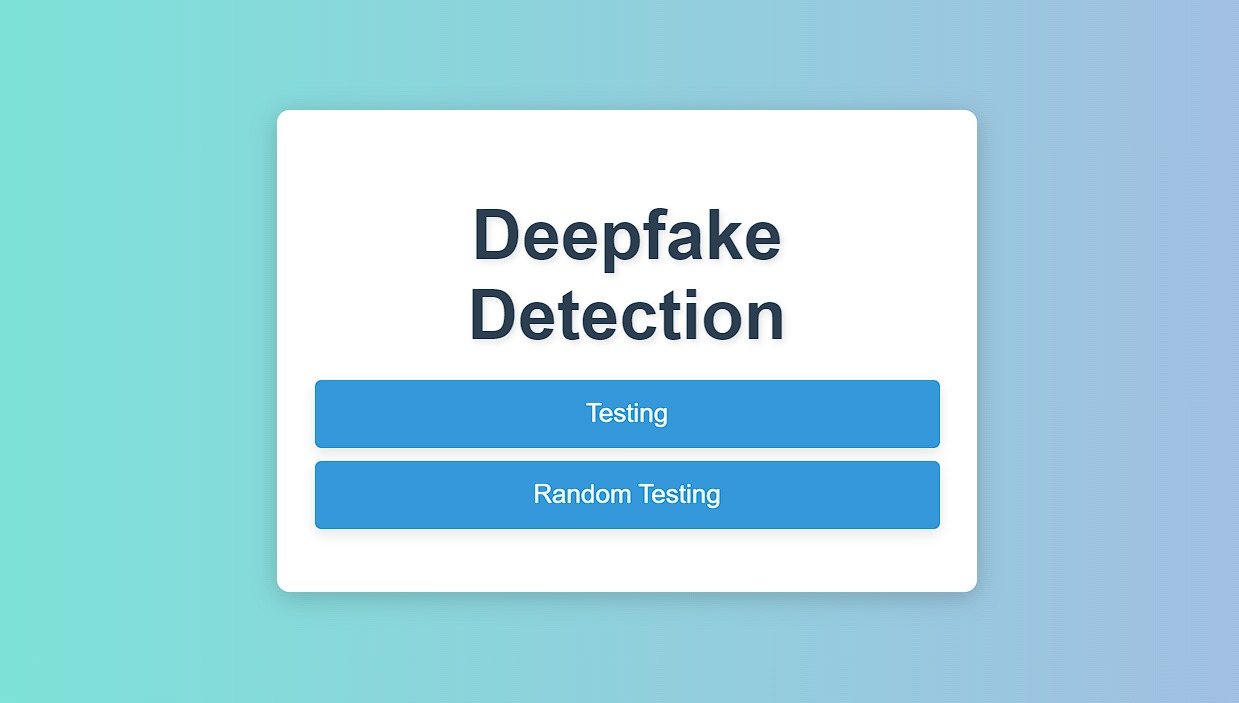 Deepfake
Detection
Testing
Random Testing